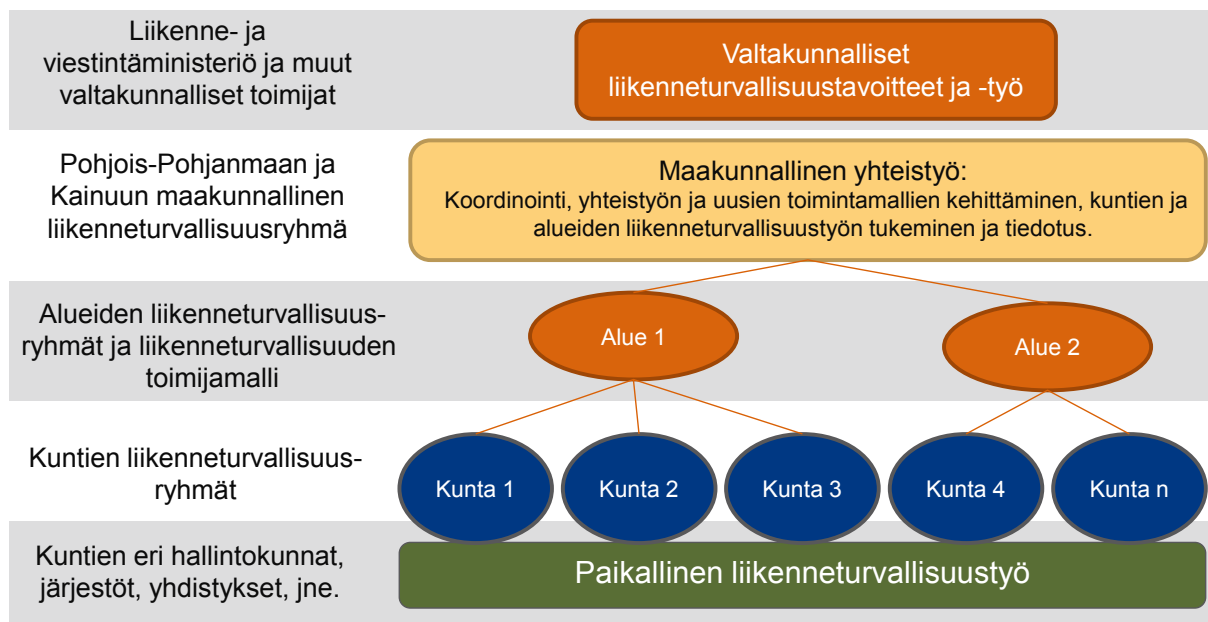 Liikenne- ja
viestintäministeriö ja muut
valtakunnalliset toimijat
Valtakunnalliset
liikenneturvallisuustavoitteet ja -työ
Pohjois-Pohjanmaan ja
Kainuun maakunnallinen
liikenneturvallisuusryhmä
Maakunnallinen yhteistyö:
Koordinointi, yhteistyön ja uusien toimintamallien kehittäminen, kuntien ja
alueiden liikenneturvallisuustyön tukeminen ja tiedotus.
Alueiden liikenneturvallisuus-
ryhmät ja liikenneturvallisuuden
toimijamalli
Alue 1
Alue 2
Kuntien liikenneturvallisuus-
ryhmät
Kunta 1
Kunta 2
Kunta 3
Kunta 4
Kunta n
Kuntien eri hallintokunnat,
järjestöt, yhdistykset, jne.
Paikallinen liikenneturvallisuustyö